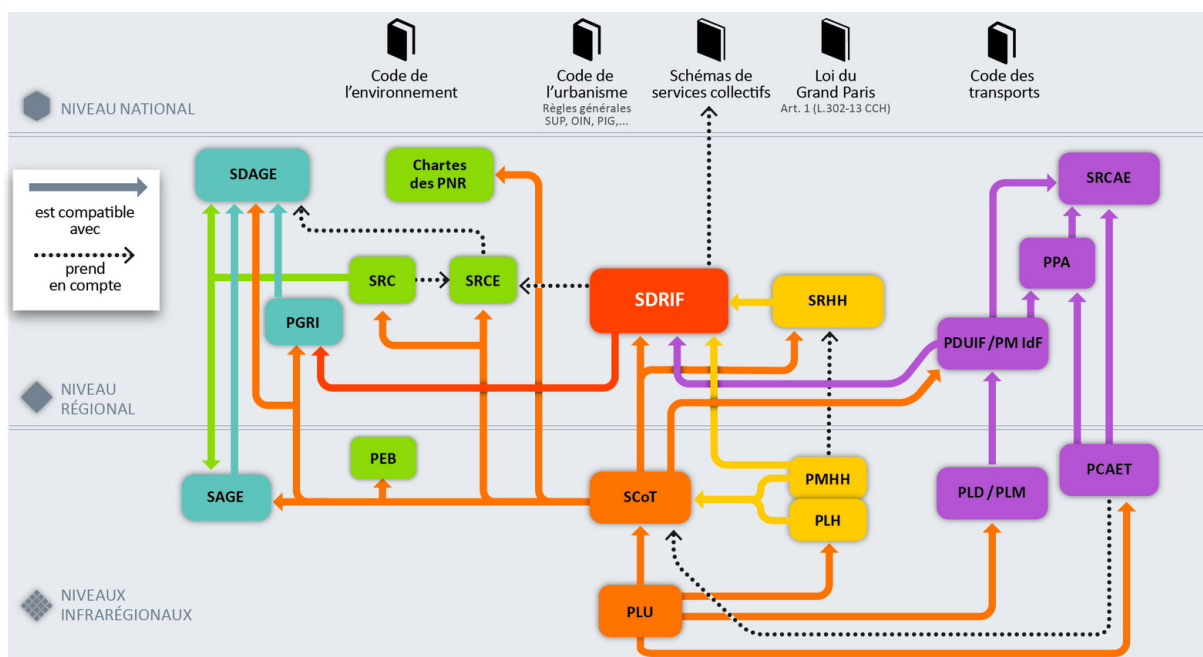 Code de
l'environnement
Code de
l'urbanisme
Règles générales
SUP, OIN, PIG,...
Schémas de
services collectifs
Loi du
Grand Paris
Art. 1 (L.302-13 CCH)
Code des
transports
NIVEAU NATIONAL
est compatible
avec
prend
en compte
SDAGE
Chartes
des PNR
SRCAE
PPA
SRC
SRCE
SDRIF
SRHH
PGRI
PDUIF/PM IdF
NIVEAU
RÉGIONAL
PEB
SAGE
SCoT
PMHH
PLH
PLD / PLM
PCAET
PLU
NIVEAUX
INFRARÉGIONAUX